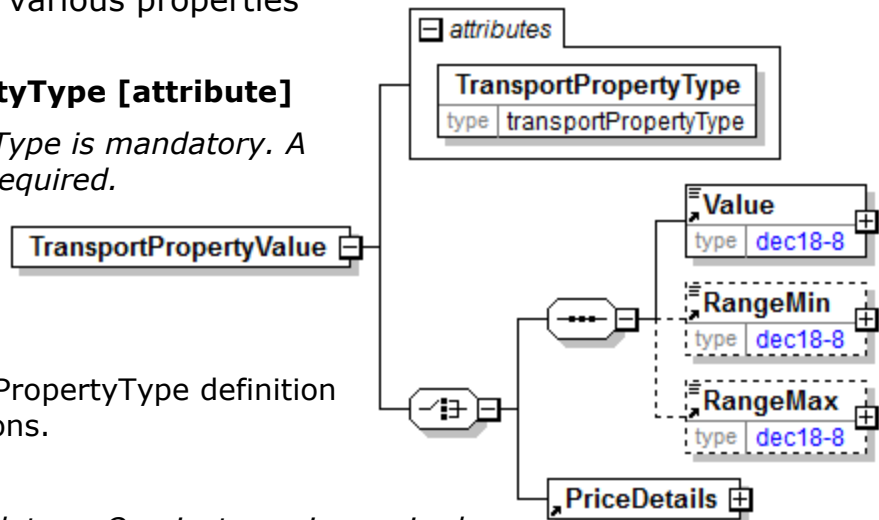 various properties
tyType [attribute]
Type is mandatory. A
equired.
PropertyType definition
ons.
attributes
TransportPropertyType
type transportPropertyType
TransportPropertyValue
Value
type dec18-8
RangeMin
type dec18-8
RangeMax
type dec18-8
PriceDetails